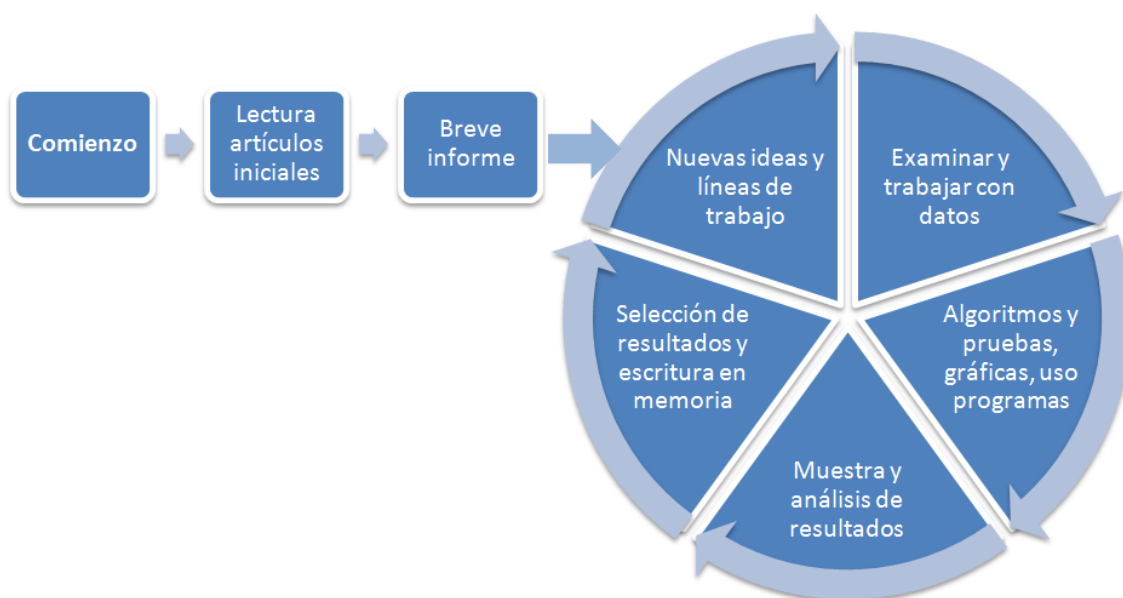 Comienzo
Lectura
artículos
iniciales
Breve
informe
Nuevas ideas y
líneas de
trabajo
Examinar y
trabajar con
datos
Algoritmos y
pruebas,
gráficas, uso
programas
Muestra y
análisis de
resultados
Selección de
resultados y
escritura en
memoria